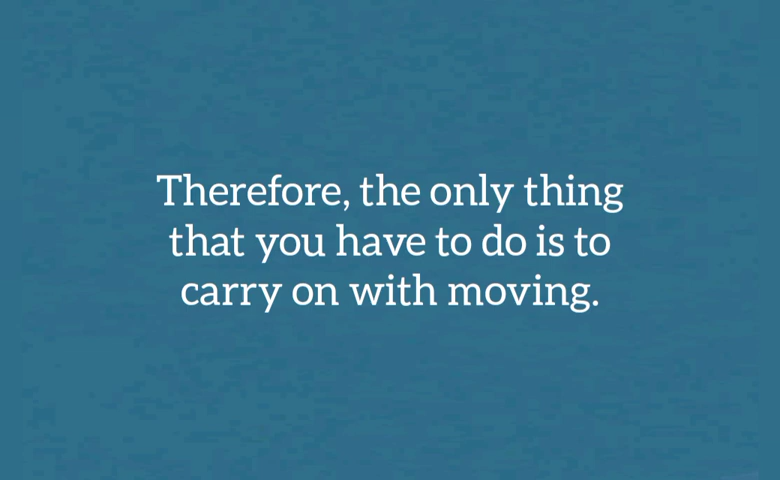 Therefore, the only thing
that you have to do is to
carry on with moving.